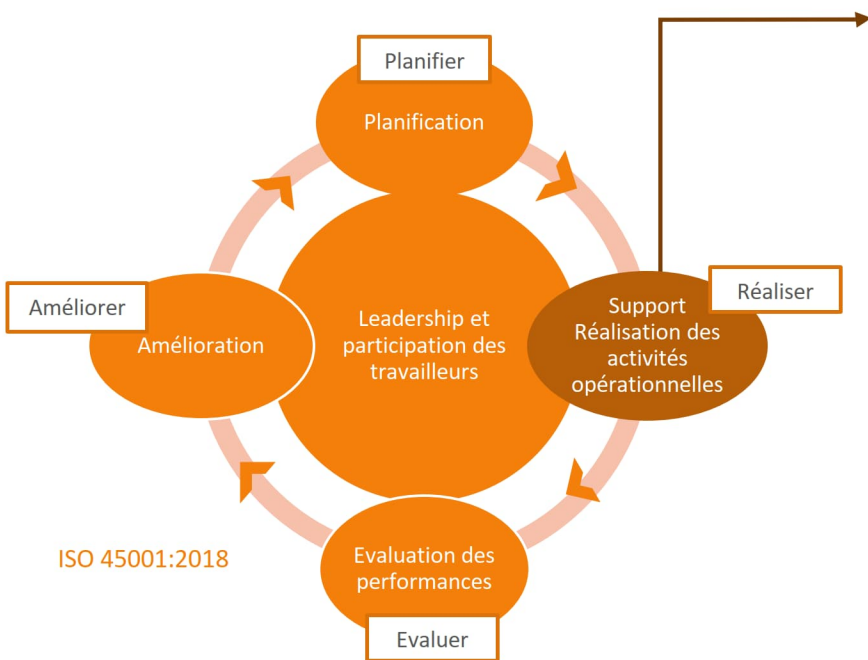 Planifier
Planification
Réaliser
Support
Réalisation des
activités
opérationnelles
Améliorer
Amélioration
Leadership et
participation des
travailleurs
ISO 45001:2018
Evaluation des
performances
Evaluer